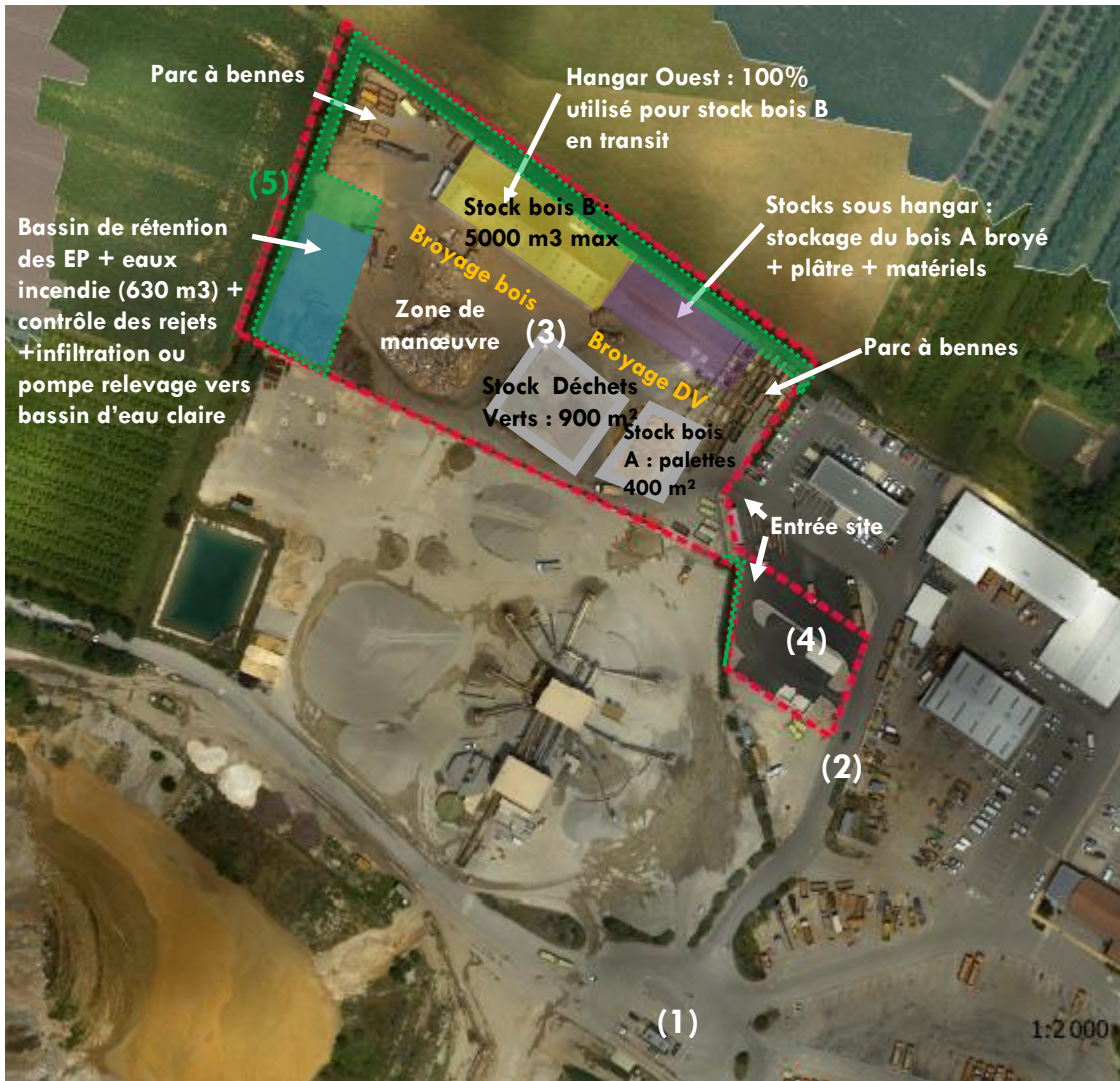 Parc à bennes
Hangar Ouest : 100%
utilisé pour stock bois B
en transit
(5)
Bassin de rétention
des EP + eaux
incendie (630 m3) +
contrôle des rejets
+infiltration ou
pompe relevage vers
bassin d'eau claire
Stock bois B :
5000 m3 max
Stocks sous hangar :
stockage du bois A broyé
+ plâtre + matériels
Broyage bois
Zone de
manœuvre
(3)
Broyage DV
Parc à bennes
Stock Déchets
Verts : 900 m²
Stock bois
A : palettes
400 m²
Entrée site
(4)
(2)
(1)
1:2 000